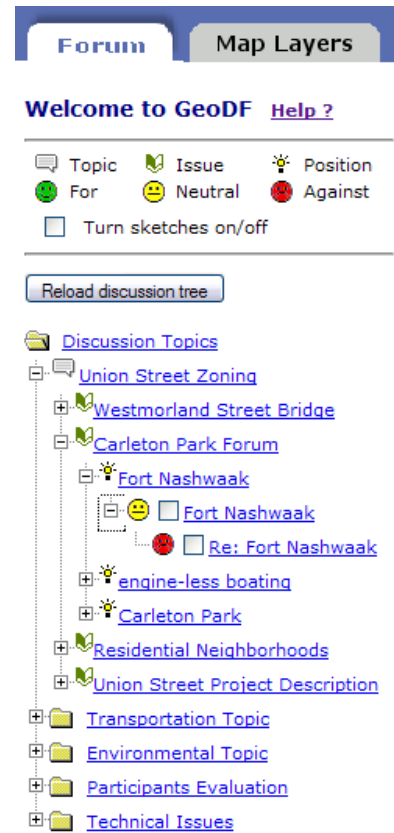 Forum Map Layers
Welcome to GeoDF Help ?
Topic Issue Position
For Neutral Against
Turn sketches on/off
Reload discussion tree
Discussion Topics
Union Street Zoning
Westmorland Street Bridge
Carleton Park Forum
Fort Nashwaak
Fort Nashwaak
Re: Fort Nashwaak
engine-less boating
Carleton Park
Residential Neighborhoods
Union Street Project Description
Transportation Topic
Environmental Topic
Participants Evaluation
Technical Issues